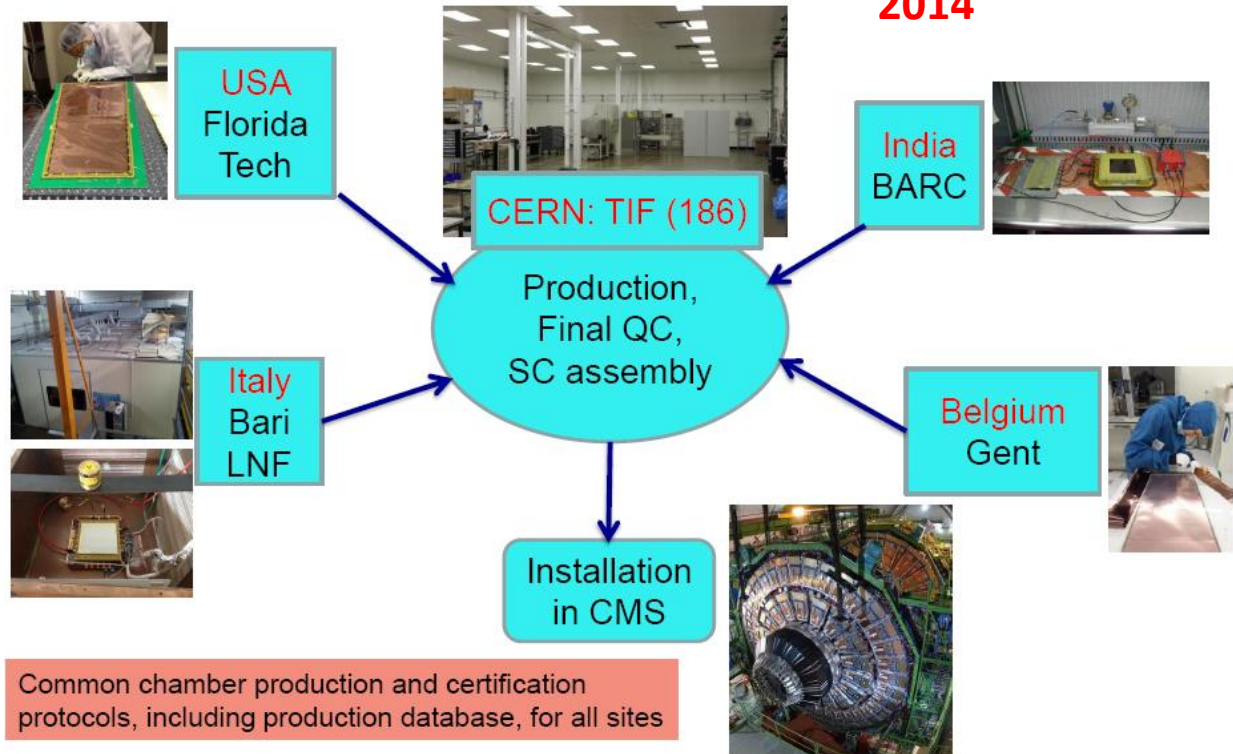 2014
USA
Florida
Tech
CERN: TIF (186)
India
BARC
Production,
Final QC,
SC assembly
Italy
Bari
LNF
Belgium
Gent
Installation
in CMS
Common chamber production and certification
protocols, including production database, for all sites